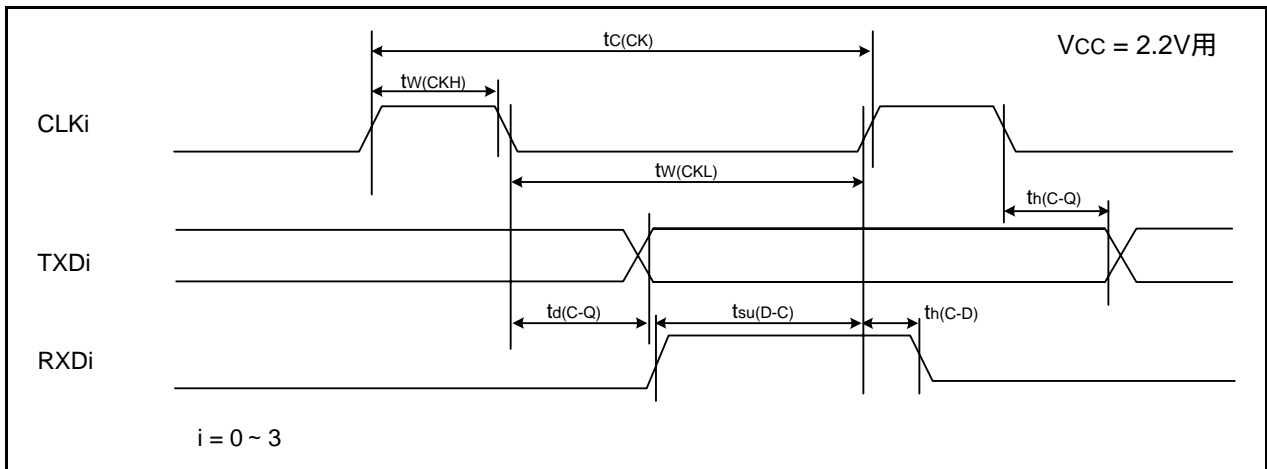 tC(CK)
VCC = 2.2V用
tW(CKH)
CLKi
tW(CKL)
th(C-Q)
TXDi
td(C-Q)
tsu(D-C)
th(C-D)
RXDi
i = 0 ~ 3